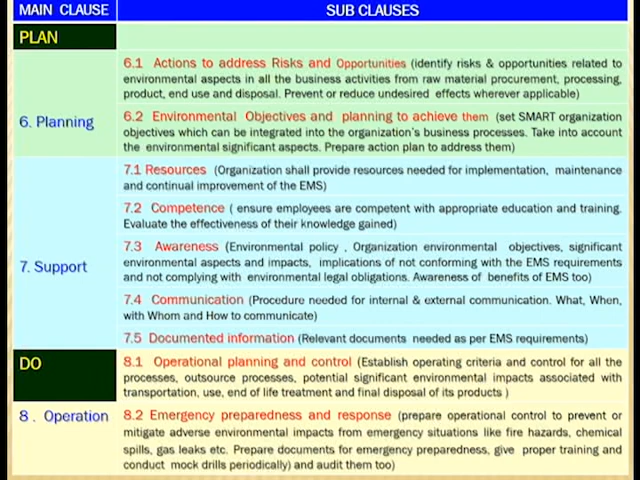 MAIN CLAUSE SUB CLAUSES
PLAN
6.1 Actions to address Risks and Opportunities (identify risks & opportunities related to
environmental aspects in all the business activities from raw material procurement, processing,
product, end use and disposal. Prevent or reduce undesired effects wherever applicable)
6. Planning
6.2 Environmental Objectives and planning to achieve them (set SMART organization
objectives which can be integrated into the organization's business processes. Take into account
the environmental significant aspects. Prepare action plan to address them)
7.1 Resources (Organization shall provide resources needed for implementation, maintenance
and continual improvement of the EMS)
7.2 Competence ( ensure employees are competent with appropriate education and training.
Evaluate the effectiveness of their knowledge gained)
7. Support
7.3 Awareness (Environmental policy , Organization environmental objectives, significant
environmental aspects and impacts, implications of not conforming with the EMS requirements
and not complying with environmental legal obligations. Awareness of benefits of EMS too)
7.4 Communication (Procedure needed for internal & external communication. What, When,
with Whom and How to communicate)
7.5 Documented information (Relevant documents needed as per EMS requirements)
DO
8.1 Operational planning and control (Establish operating criteria and control for all the
processes, outsource processes, potential significant environmental impacts associated with
transportation, use, end of life treatment and final disposal of its products )
8 . Operation
8.2 Emergency preparedness and response (prepare operational control to prevent or
mitigate adverse environmental impacts from emergency situations like fire hazards, chemical
spills, gas leaks etc. Prepare documents for emergency preparedness, give proper training and
conduct mock drills periodically) and audit them too)